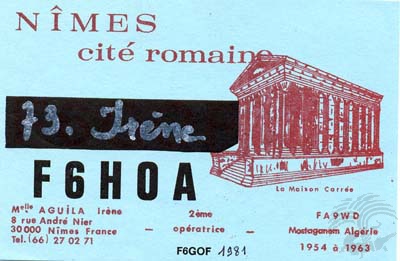 NÎMES
cité romaine
73. Irène
F6HOA
La Maison Carrée
Melle AGUILA Irène
8 rue André Nier
30000 Nîmes France
Tel. (66) 27 02 71
2ème
— opératrice —
FA9WD
Mostaganem Algérie
1954 à 1963
F6GOF 1981